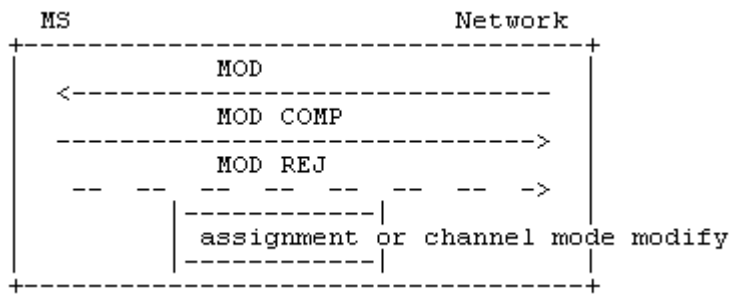 MS Network
MOD
MOD COMP
MOD REJ
assignment or channel mode modify